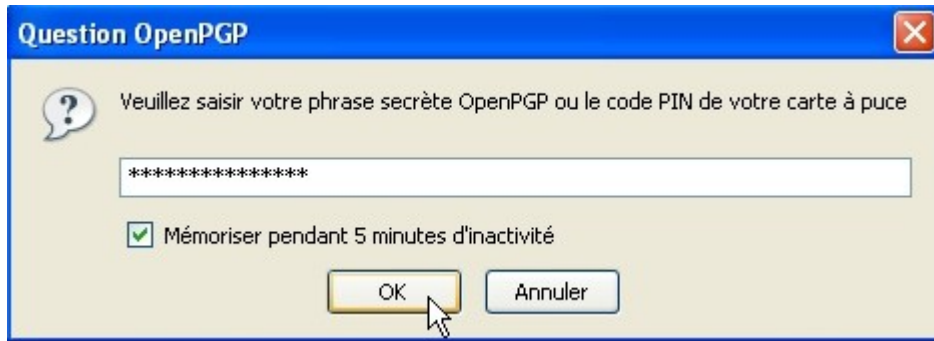 Question OpenPGP
Veuillez saisir votre phrase secrète OpenPGP ou le code PIN de votre carte à puce
***************
Mémoriser pendant 5 minutes d'inactivité
OK Annuler